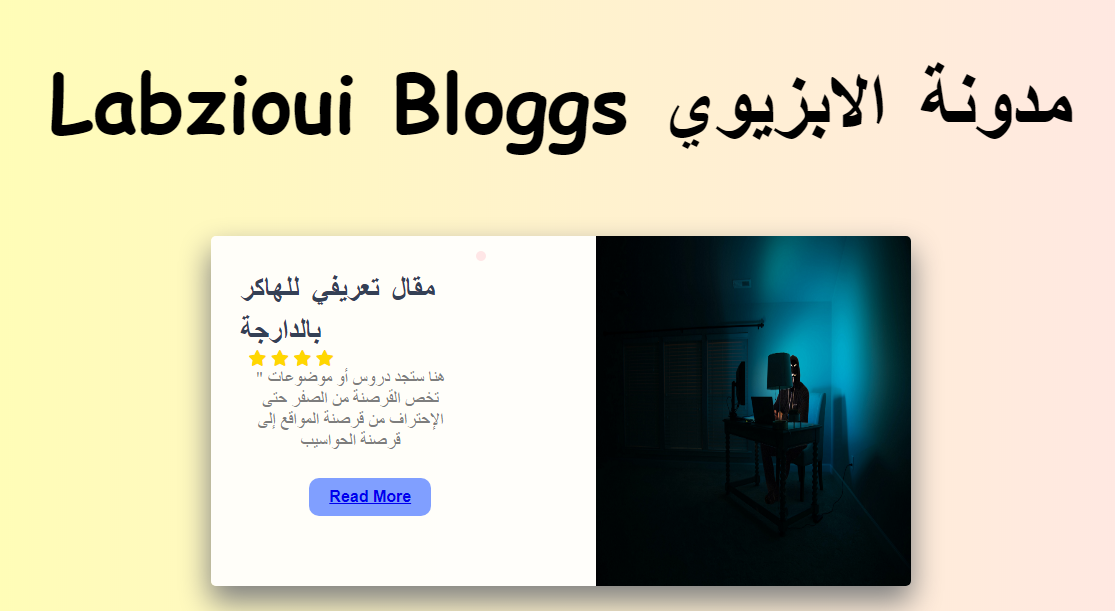 Labzioui Bloggs مدونة الابزيوي
مقال تعريفي للهاكر
بالدارجة
هنا ستجد دروس أو موضوعات "
تخص القرصنة من الصفر حتى
الإحتراف من قرصنة المواقع إلى
قرصنة الحواسيب
Read More